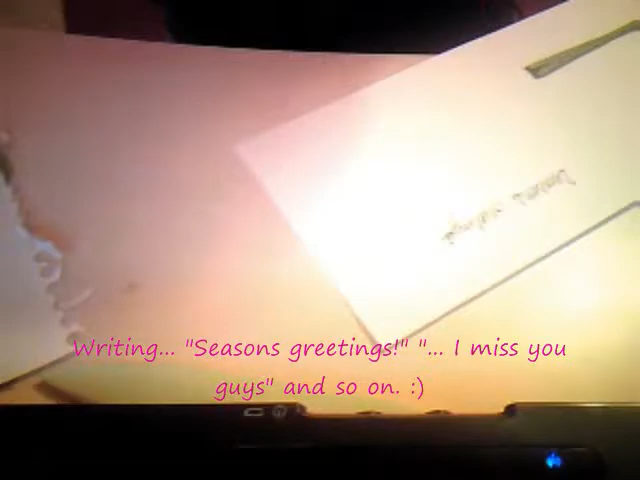 Writing... "Seasons greetings!" "... I miss you
guys" and so on. :)